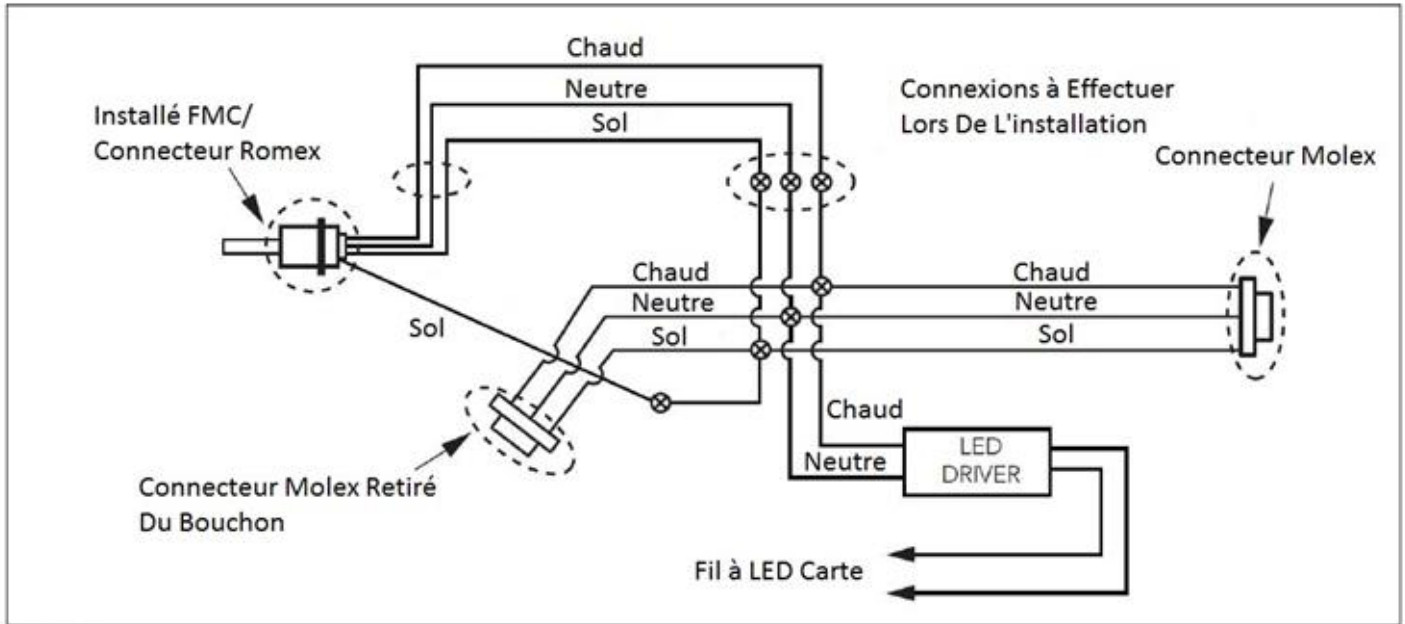 Chaud
Neutre
Sol
Installé FMC/
Connecteur Romex
Connexions à Effectuer
Lors De L'installation
Connecteur Molex
Chaud
Neutre
Sol
Chaud
Neutre
Sol
Sol
Chaud
Neutre
LED
DRIVER
Connecteur Molex Retiré
Du Bouchon
Fil à LED Carte